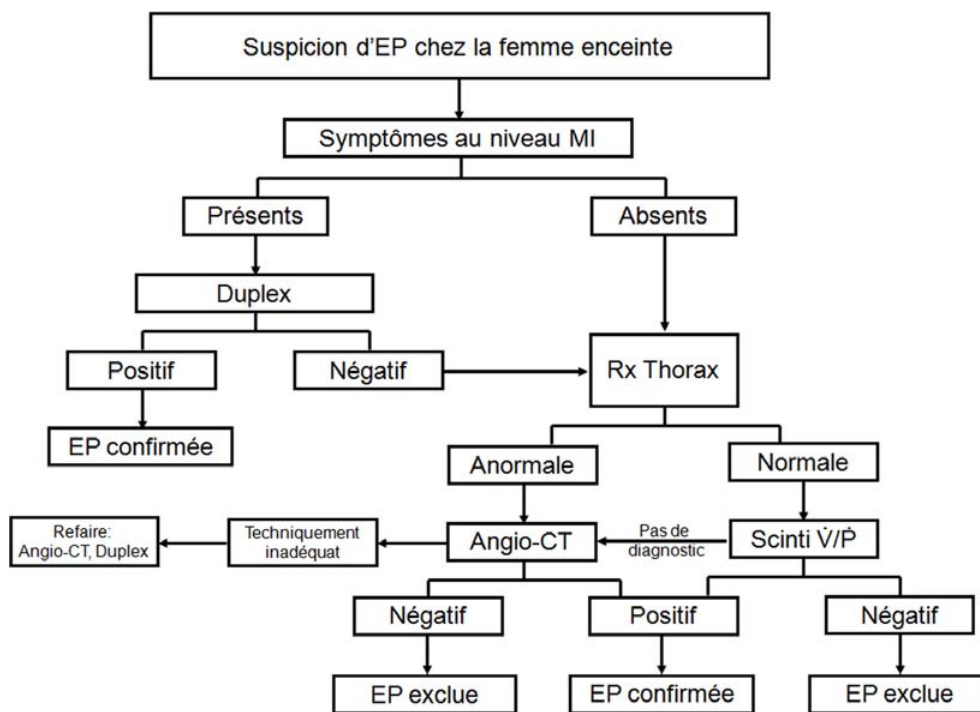 Suspicion d'EP chez la femme enceinte
Symptômes au niveau MI
Présents
Absents
Duplex
Positif
Négatif
Rx Thorax
EP confirmée
Anormale
Normale
Refaire:
Angio-CT, Duplex
Techniquement
inadéquat
Angio-CT
Pas de
diagnostic
Scinti V̇/Ṗ
Négatif
Positif
Négatif
EP exclue
EP confirmée
EP exclue